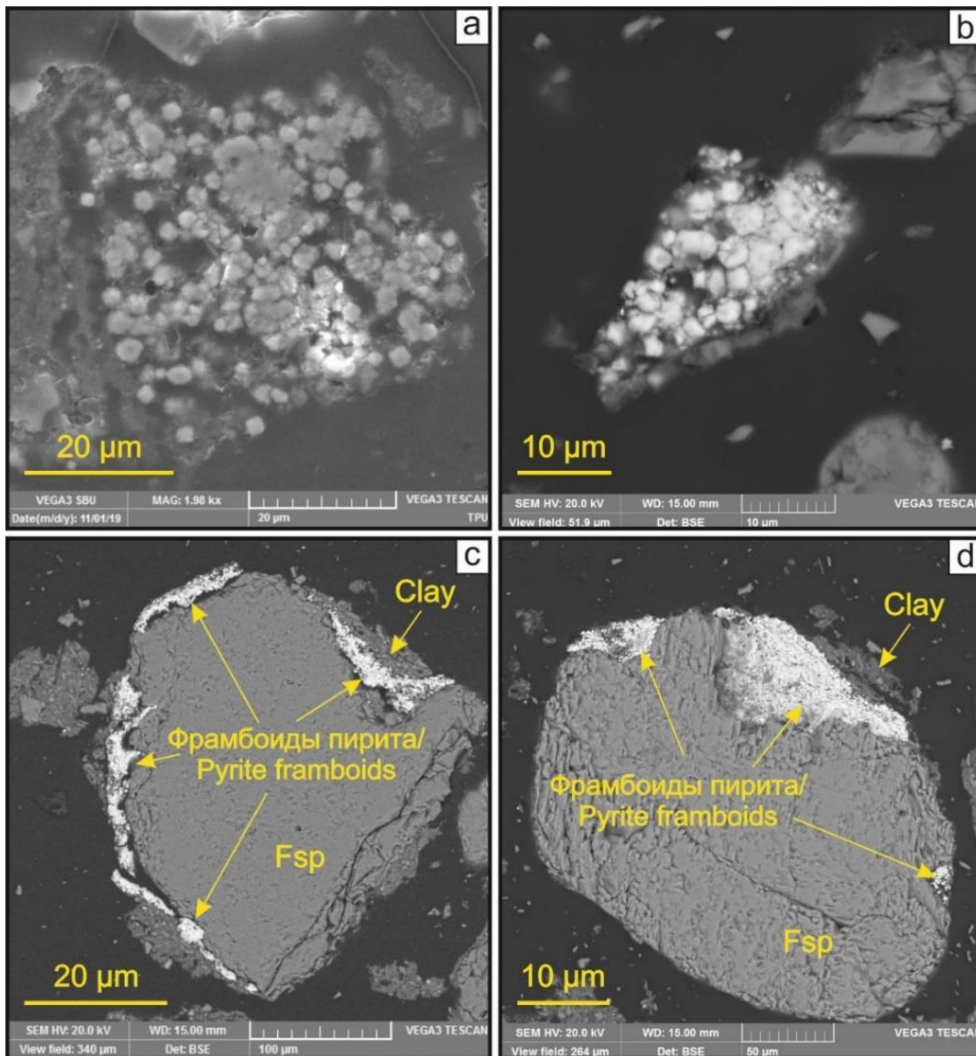 a
20 µm
VEGA3 SBU
MAG: 1.98 kx
VEGA3 TESCAN
Date(m/d/y): 11/01/19
20 µm
TPU
b
10 µm
SEM HV: 20.0 kV
WD: 15.00 mm
VEGA3 TESCAN
View field: 51.9 µm
Det: BSE
10 µm
c
Clay
Фрамбоиды пирита/
Pyrite framboids
Fsp
20 µm
SEM HV: 20.0 kV
WD: 15.00 mm
VEGA3 TESCAN
View field: 340 µm
Det: BSE
100 µm
d
Clay
Фрамбоиды пирита/
Pyrite framboids
Fsp
10 µm
SEM HV: 20.0 kV
WD: 15.00 mm
VEGA3 TESCAN
View field: 264 µm
Det: BSE
50 µm